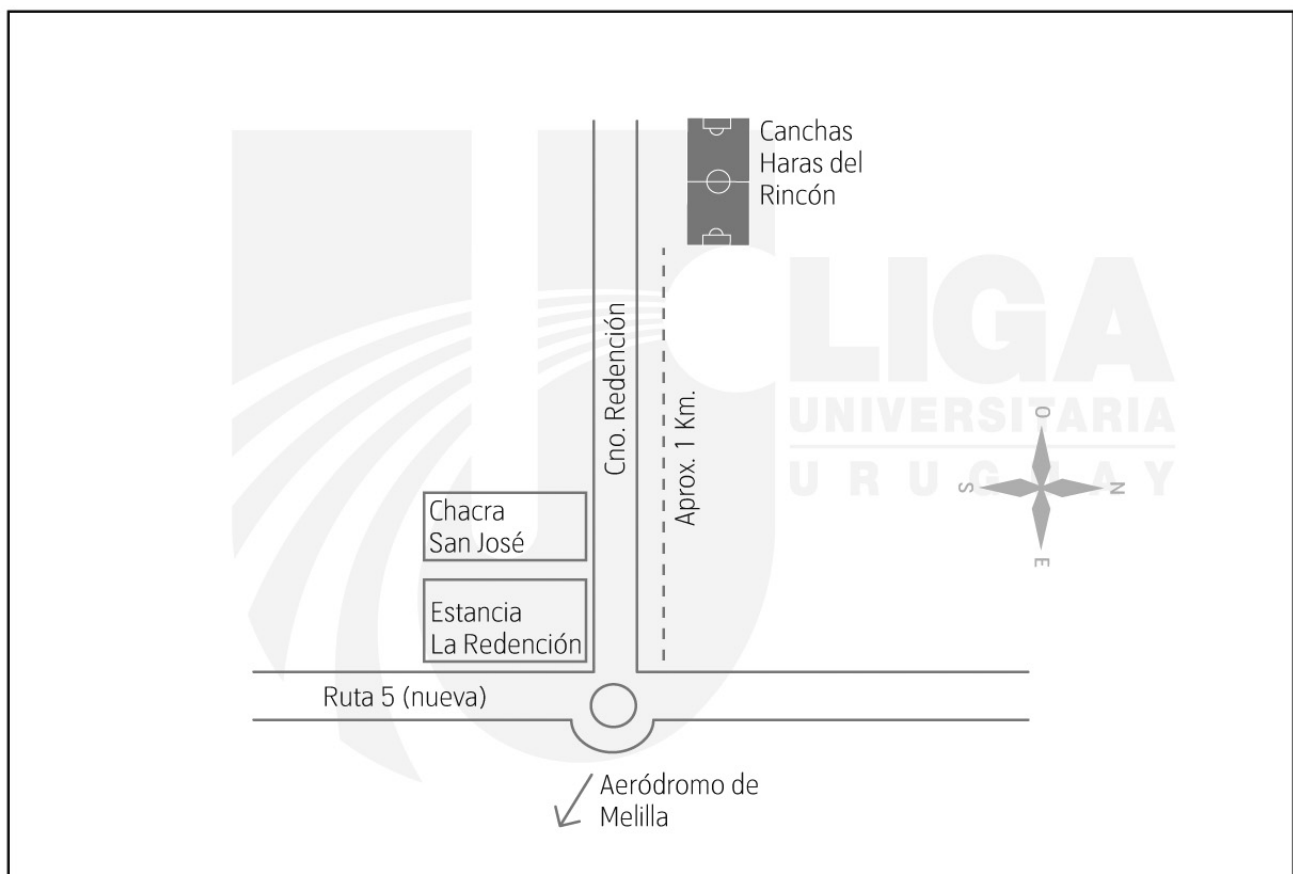 Canchas
Haras del
Rincón
LIGA
UNIVERSITARIA
URUGUAY
Cno. Redención
Aprox. 1 Km.
O
S
N
E
Chacra
San José
Estancia
La Redención
Ruta 5 (nueva)
Aeródromo de
Melilla